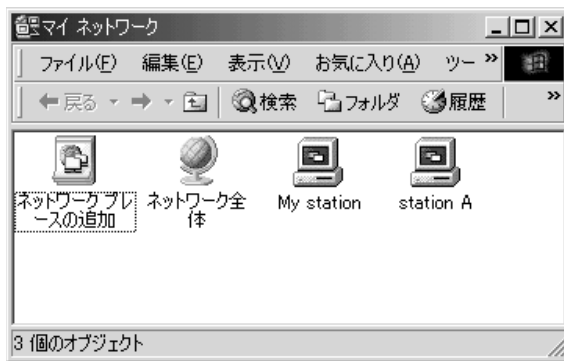 マイ ネットワーク
ファイル(F) 編集(E) 表示(V) お気に入り(A) ツー »
戻る 検索 フォルダ 履歴 »
ネットワーク プレ
ースの追加
ネットワーク全
体
My station
station A
3 個のオブジェクト